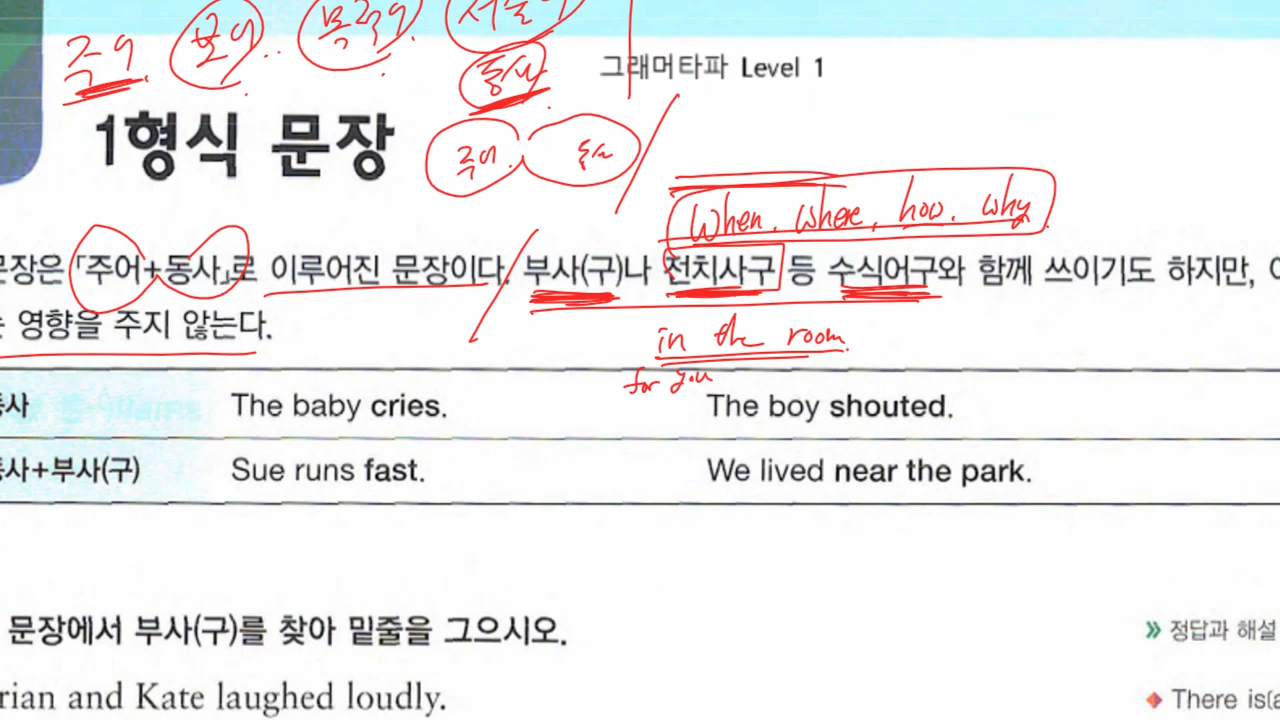 주어 보어 목적어 서술어
동사
그래머타파 Level 1
1형식 문장
주어 동사
When, where, how, why
문장은 「주어+동사」로 이루어진 문장이다. 부사(구)나 전치사구 등 수식어구와 함께 쓰이기도 하지만,
는 영향을 주지 않는다.
in the room
for you
동사 The baby cries. The boy shouted.
동사+부사(구) Sue runs fast. We lived near the park.
문장에서 부사(구)를 찾아 밑줄을 그으시오.
» 정답과 해설
rian and Kate laughed loudly.
◆ There is(a